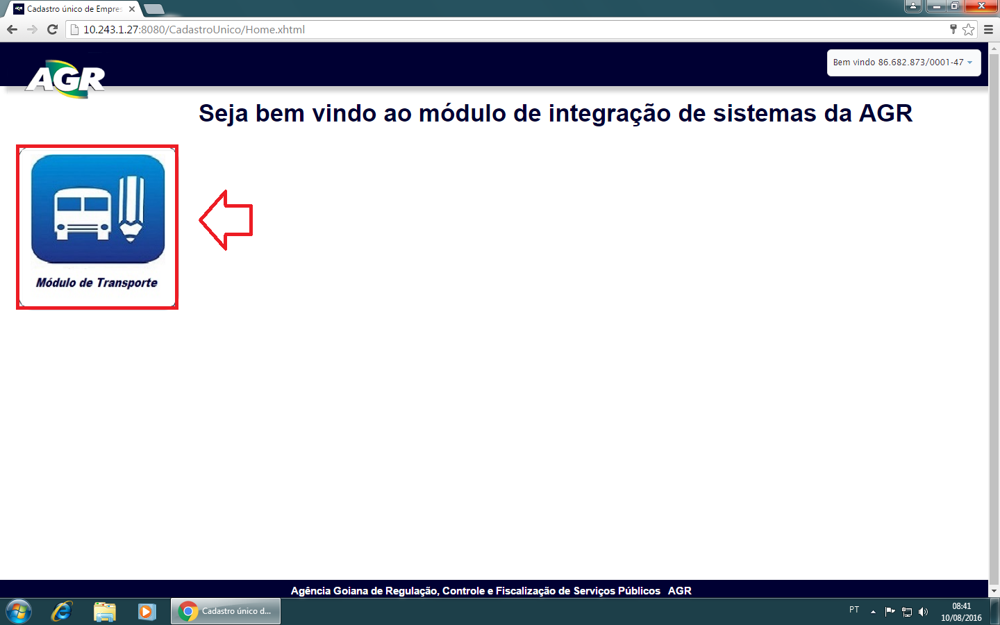 Cadastro único de Empres
10.243.1.27:8080/CadastroUnico/Home.xhtml
AGR
Bem vindo 86.682.873/0001-47
Seja bem vindo ao módulo de integração de sistemas da AGR
Módulo de Transporte
Agência Goiana de Regulação, Controle e Fiscalização de Serviços Públicos AGR
Cadastro único d...
PT
08:41
10/08/2016